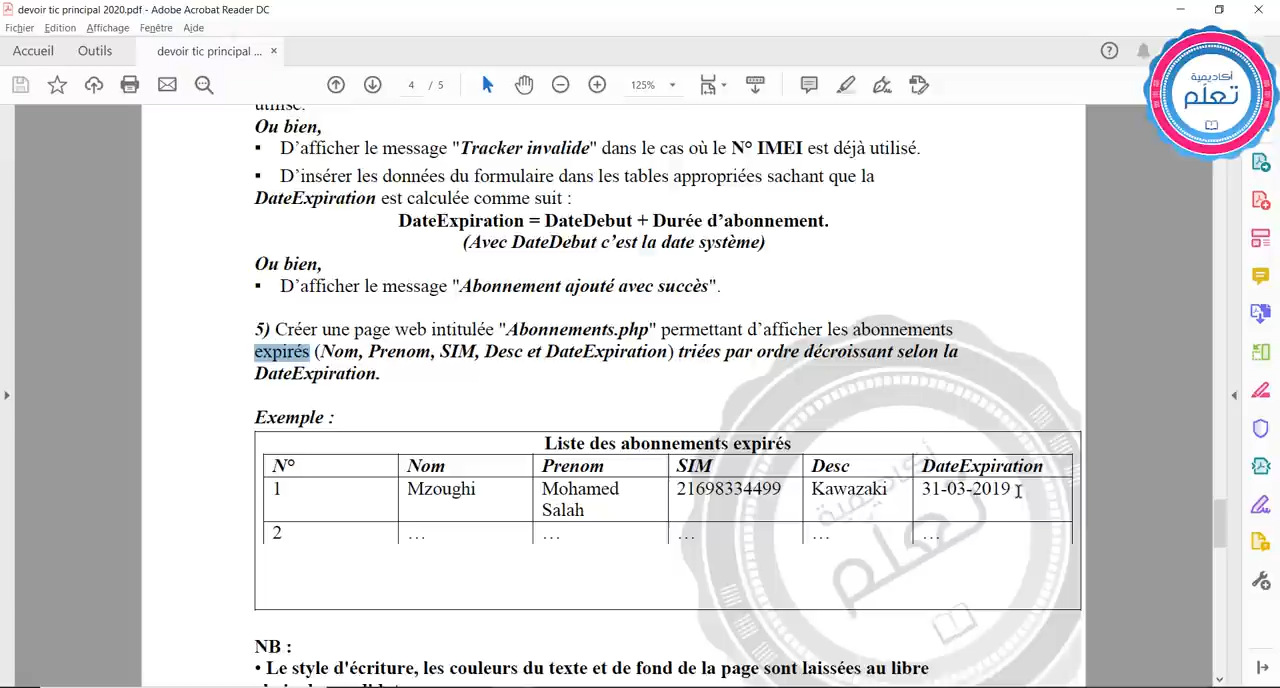 devoir tic principal 2020.pdf - Adobe Acrobat Reader DC
Fichier Edition Affichage Fenêtre Aide
Accueil Outils devoir tic principal ... ×
4 / 5 125%
أكاديمية
تعلّم
utilisé.
Ou bien,
▪ D'afficher le message "Tracker invalide" dans le cas où le N° IMEI est déjà utilisé.
▪ D'insérer les données du formulaire dans les tables appropriées sachant que la
DateExpiration est calculée comme suit :
DateExpiration = DateDebut + Durée d'abonnement.
(Avec DateDebut c'est la date système)
Ou bien,
▪ D'afficher le message "Abonnement ajouté avec succès".
5) Créer une page web intitulée "Abonnements.php" permettant d'afficher les abonnements
expirés (Nom, Prenom, SIM, Desc et DateExpiration) triées par ordre décroissant selon la
DateExpiration.
Exemple :
Liste des abonnements expirés
N° Nom Prenom SIM Desc DateExpiration
1 Mzoughi Mohamed 21698334499 Kawazaki 31-03-2019
Salah
2 ... ... ... ... ...
أكاديمية
تعلّم
NB :
• Le style d'écriture, les couleurs du texte et de fond de la page sont laissées au libre